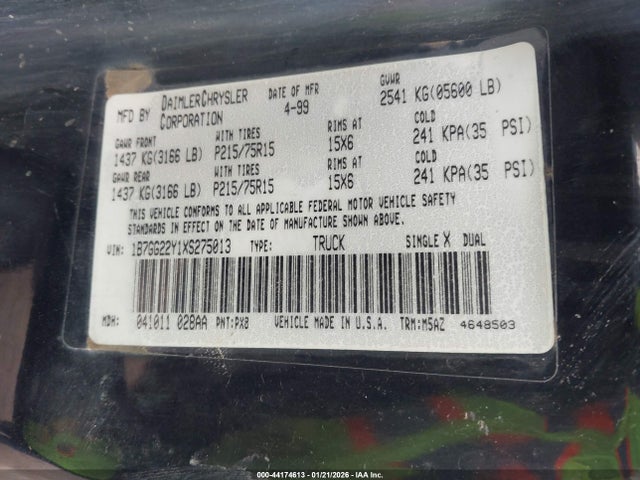 MFD BY DAIMLERCHRYSLER CORPORATION DATE OF MFR 4-99 GVWR 2541 KG(05600 LB)
GAWR FRONT WITH TIRES RIMS AT COLD
1437 KG(3166 LB) P215/75R15 15X6 241 KPA(35 PSI)
GAWR REAR WITH TIRES RIMS AT COLD
1437 KG(3166 LB) P215/75R15 15X6 241 KPA(35 PSI)
THIS VEHICLE CONFORMS TO ALL APPLICABLE FEDERAL MOTOR VEHICLE SAFETY
STANDARDS IN EFFECT ON THE DATE OF MANUFACTURE SHOWN ABOVE.
VIN: 1B7GG22Y1XS275013 TYPE: TRUCK SINGLE X DUAL
MDH: 041011 028AA PNT:PX8 VEHICLE MADE IN U.S.A. TRM:M5AZ 4648503
000-44174613 - 01/21/2026 - IAA Inc.